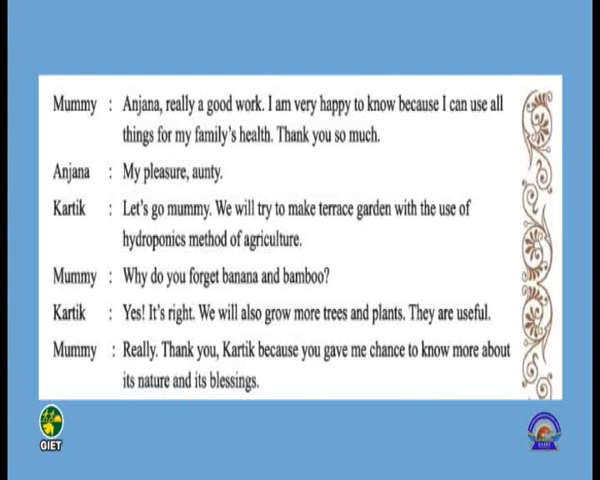 Mummy : Anjana, really a good work. I am very happy to know because I can use all
things for my family's health. Thank you so much.
Anjana : My pleasure, aunty.
Kartik : Let's go mummy. We will try to make terrace garden with the use of
hydroponics method of agriculture.
Mummy : Why do you forget banana and bamboo?
Kartik : Yes! It's right. We will also grow more trees and plants. They are useful.
Mummy : Really. Thank you, Kartik because you gave me chance to know more about
its nature and its blessings.
GIET